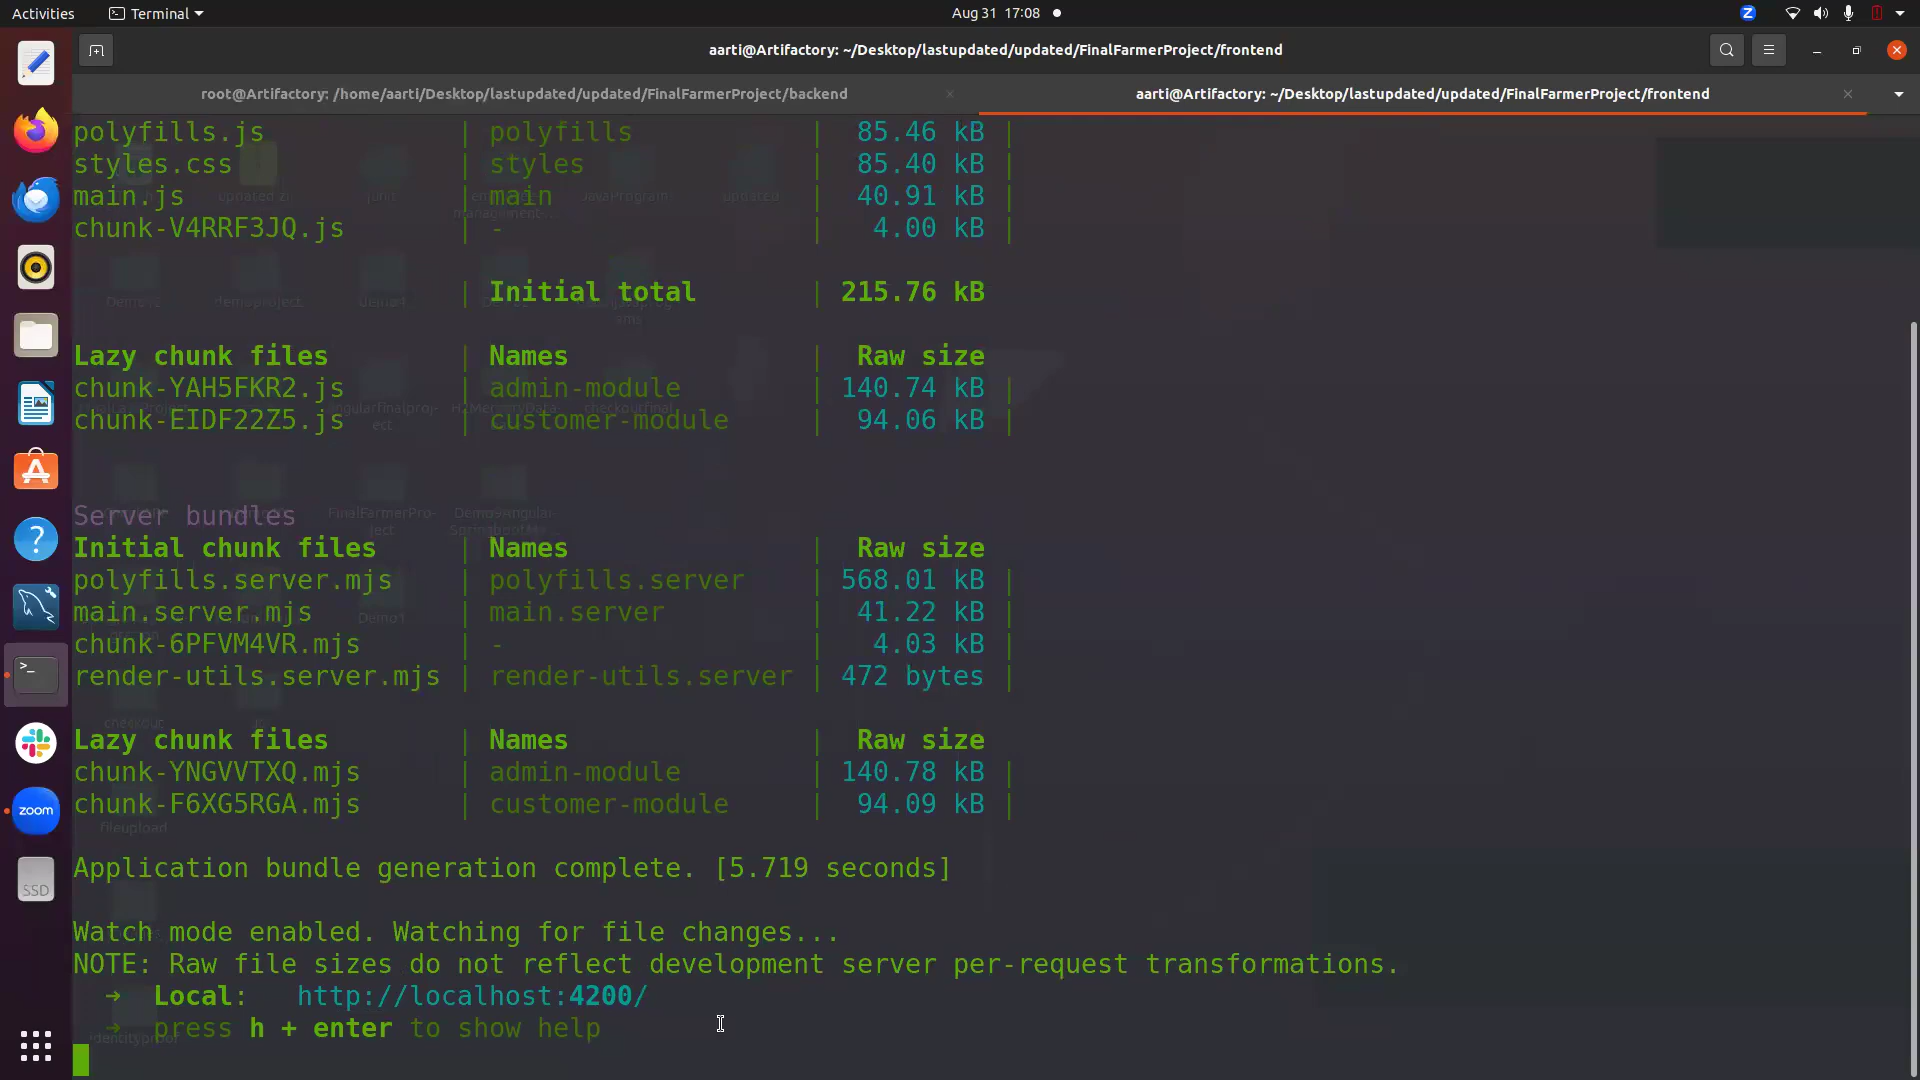 Activities Terminal Aug 31 17:08 Z
aarti@Artifactory: ~/Desktop/lastupdated/updated/FinalFarmerProject/frontend
root@Artifactory: /home/aarti/Desktop/lastupdated/updated/FinalFarmerProject/backend
aarti@Artifactory: ~/Desktop/lastupdated/updated/FinalFarmerProject/frontend
polyfills.js | polyfills | 85.46 kB |
styles.css | styles | 85.40 kB |
main.js | main | 40.91 kB |
chunk-V4RRF3JQ.js | - | 4.00 kB |
| Initial total | 215.76 kB
Lazy chunk files | Names | Raw size
chunk-YAH5FKR2.js | admin-module | 140.74 kB |
chunk-EIDF22Z5.js | customer-module | 94.06 kB |
Server bundles
Initial chunk files | Names | Raw size
polyfills.server.mjs | polyfills.server | 568.01 kB |
main.server.mjs | main.server | 41.22 kB |
chunk-6PFVM4VR.mjs | - | 4.03 kB |
render-utils.server.mjs | render-utils.server | 472 bytes |
Lazy chunk files | Names | Raw size
chunk-YNGVVTXQ.mjs | admin-module | 140.78 kB |
chunk-F6XG5RGA.mjs | customer-module | 94.09 kB |
Application bundle generation complete. [5.719 seconds]
Watch mode enabled. Watching for file changes...
NOTE: Raw file sizes do not reflect development server per-request transformations.
➜ Local: http://localhost:4200/
➜ press h + enter to show help
zoom
SSD